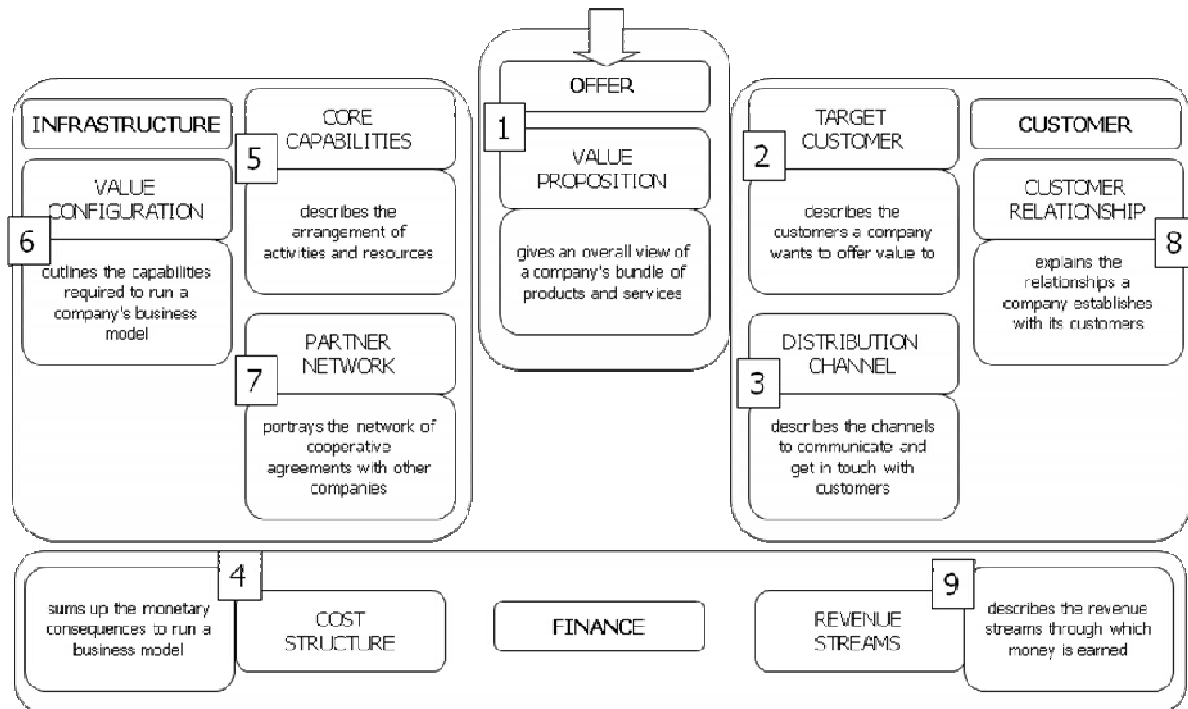 OFFER
1
VALUE
PROPOSITION
gives an overall view of
a company's bundle of
products and services
INFRASTRUCTURE
CORE
CAPABILITIES
5
describes the
arrangement of
activities and resources
VALUE
CONFIGURATION
6
outlines the capabilities
required to run a
company's business
model
PARTNER
NETWORK
7
portrays the network of
cooperative
agreements with other
companies
TARGET
CUSTOMER
2
describes the
customers a company
wants to offer value to
CUSTOMER
CUSTOMER
RELATIONSHIP
8
explains the
relationships a
company establishes
with its customers
DISTRIBUTION
CHANNEL
3
describes the channels
to communicate and
get in touch with
customers
4
sums up the monetary
consequences to run a
business model
COST
STRUCTURE
FINANCE
REVENUE
STREAMS
9
describes the revenue
streams through which
money is earned